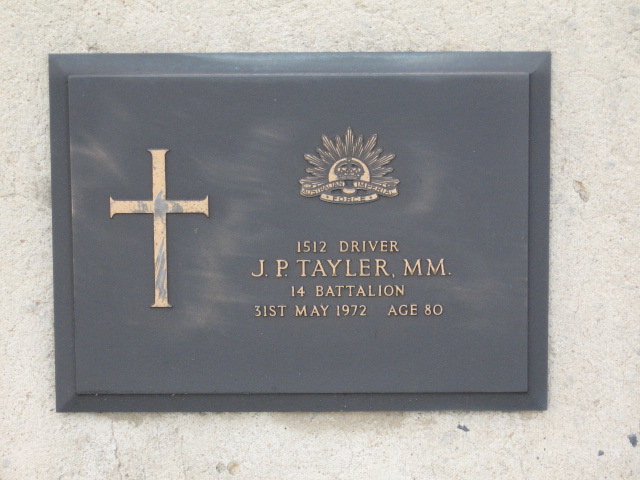 AUSTRALIAN IMPERIAL
FORCE
1512 DRIVER
J. P. TAYLER, MM.
14 BATTALION
31ST MAY 1972 AGE 80